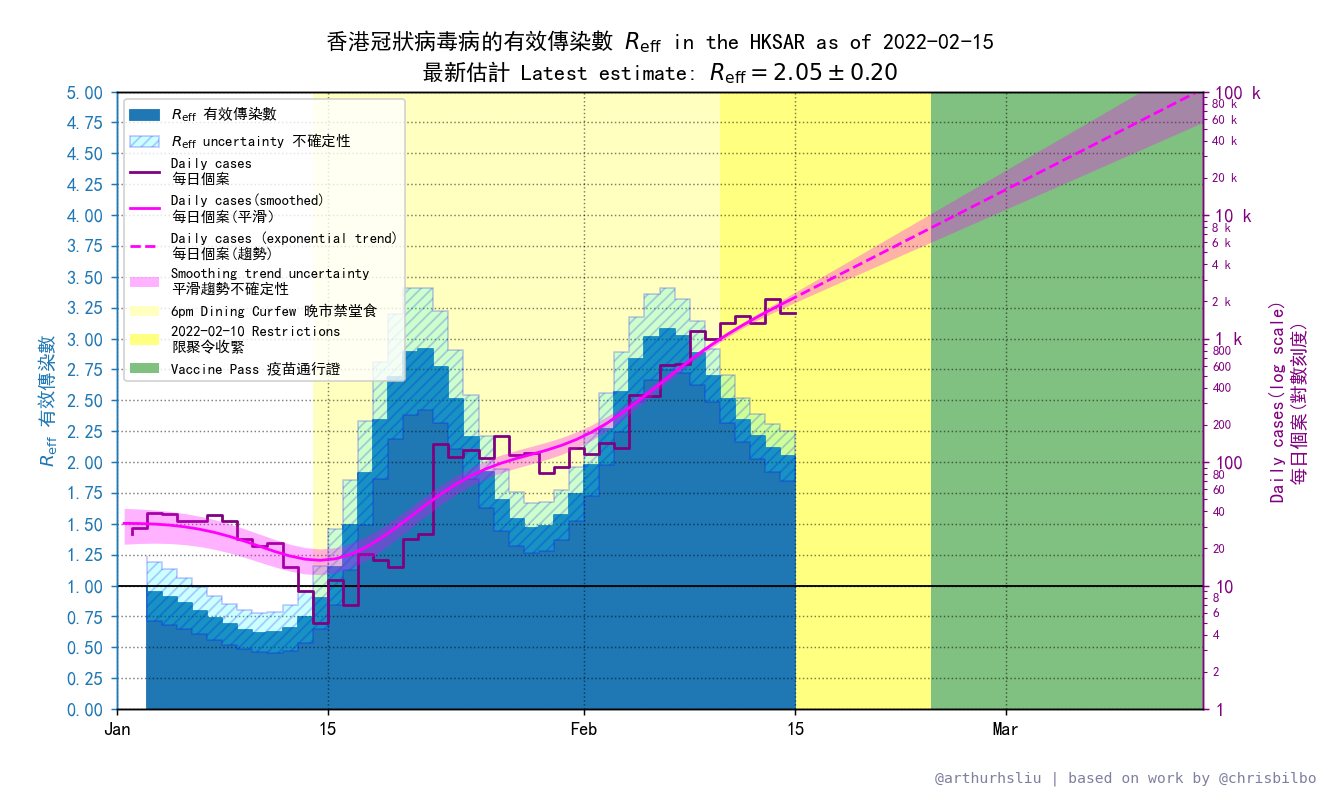 香港冠狀病毒病的有效傳染數 Reff in the HKSAR as of 2022-02-15
最新估計 Latest estimate: Reff = 2.05 ± 0.20
Reff 有效傳染數
Reff uncertainty 不確定性
Daily cases
每日個案
Daily cases(smoothed)
每日個案(平滑)
Daily cases (exponential trend)
每日個案(趨勢)
Smoothing trend uncertainty
平滑趨勢不確定性
6pm Dining Curfew 晚市禁堂食
2022-02-10 Restrictions
限聚令收緊
Vaccine Pass 疫苗通行證
5.00
4.75
4.50
4.25
4.00
3.75
3.50
3.25
3.00
2.75
2.50
2.25
2.00
1.75
1.50
1.25
1.00
0.75
0.50
0.25
0.00
Reff 有效傳染數
Jan
15
Feb
15
Mar
100 k
80 k
60 k
40 k
20 k
10 k
8 k
6 k
4 k
2 k
1 k
800
600
400
200
100
80
60
40
20
10
8
6
4
2
1
Daily cases(log scale)
每日個案(對數刻度)
@arthurhsliu | based on work by @chrisbilbo